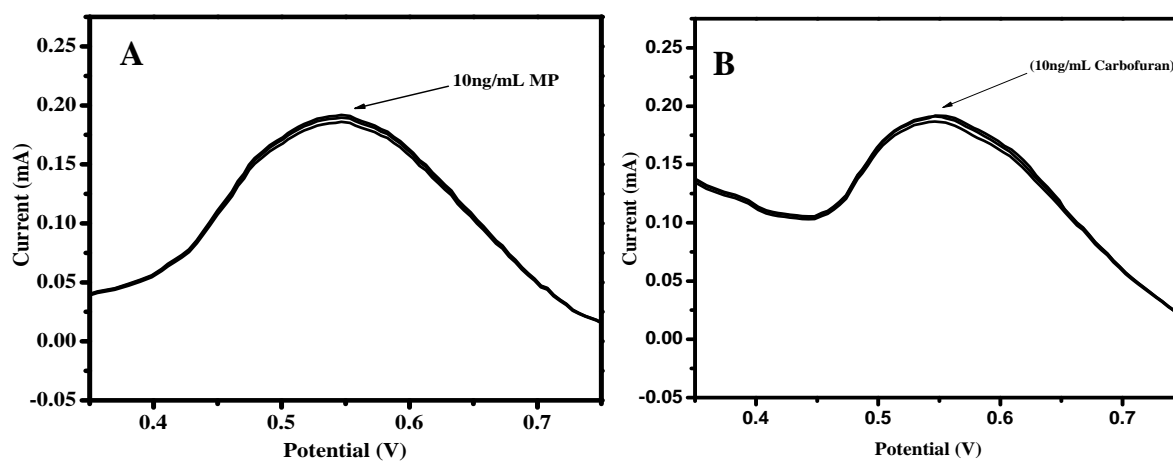 A
10ng/mL MP
0.25
0.20
0.15
0.10
0.05
0.00
-0.05
Current (mA)
0.4 0.5 0.6 0.7
Potential (V)
B
(10ng/mL Carbofuran)
0.25
0.20
0.15
0.10
0.05
0.00
-0.05
Current (mA)
0.4 0.5 0.6 0.7
Potential (V)